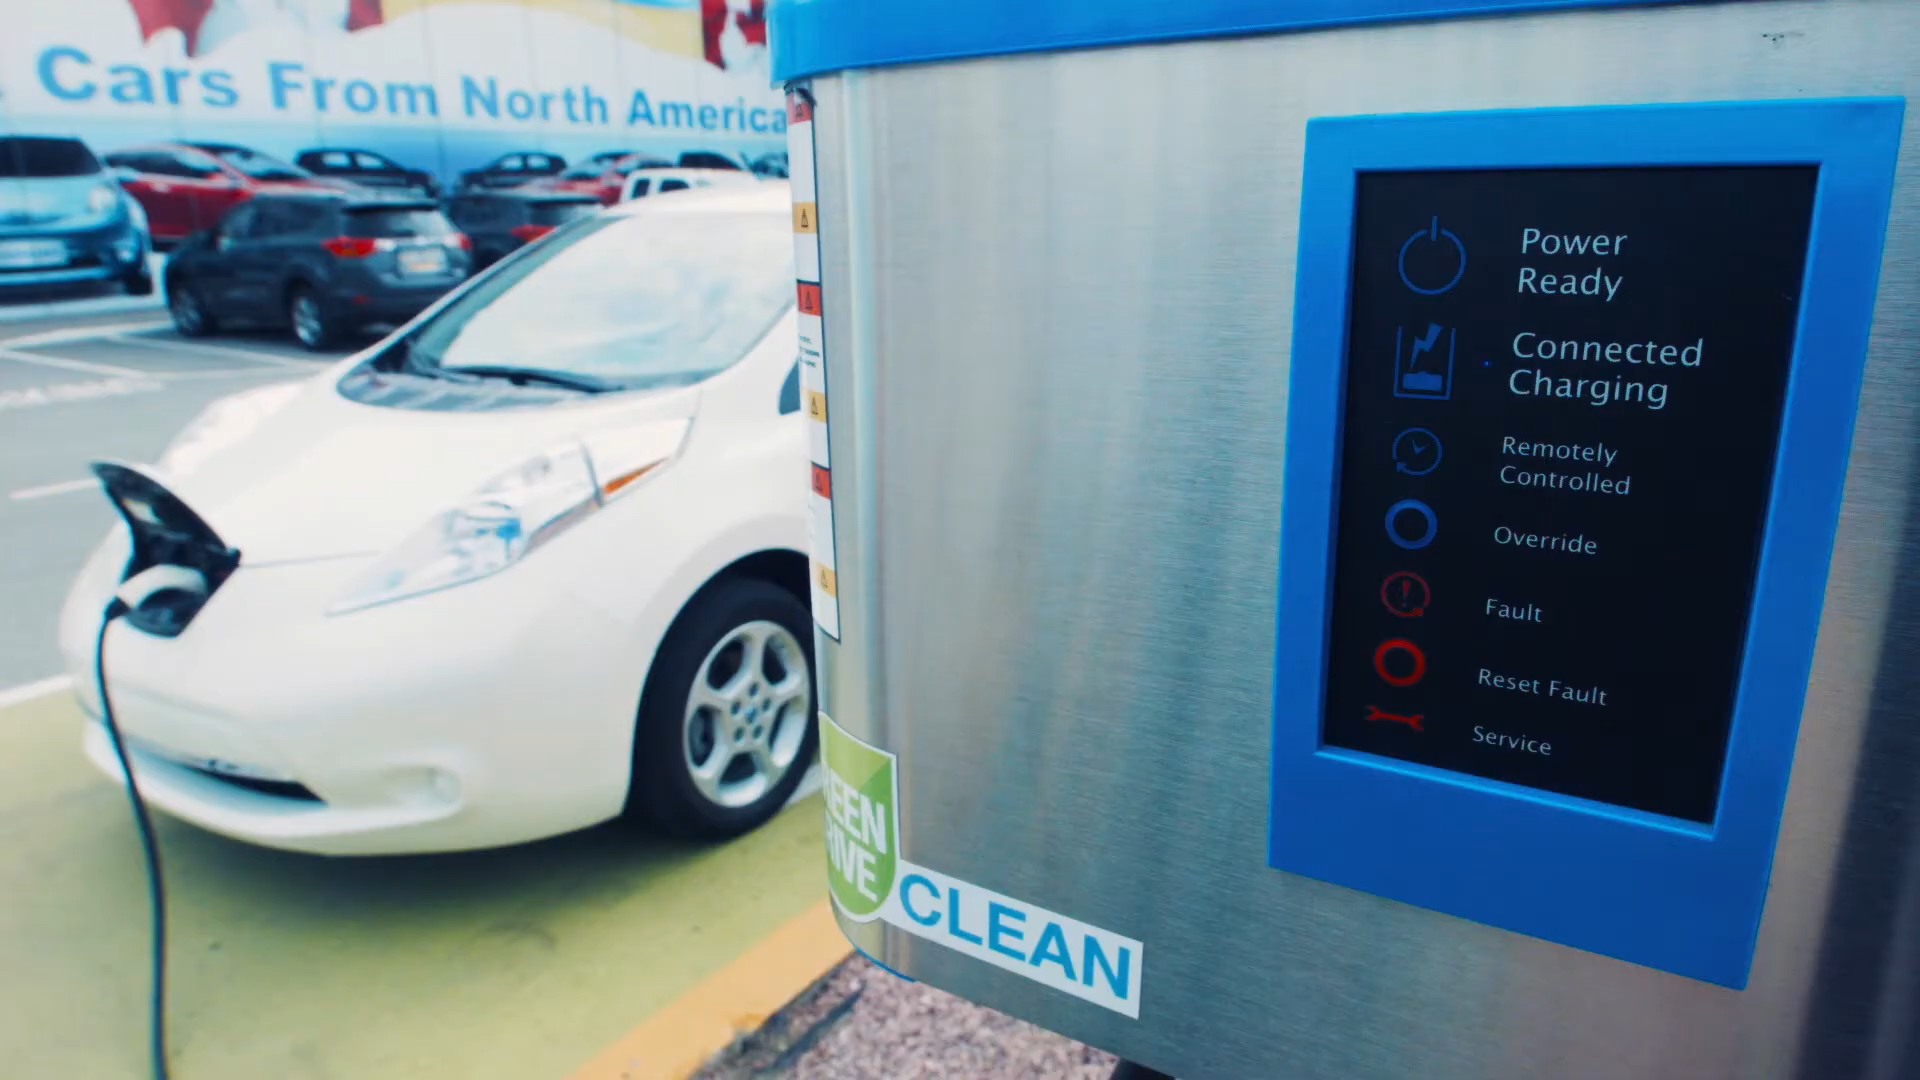 Cars From North America
Power
Ready
Connected
Charging
Remotely
Controlled
Override
Fault
Reset Fault
Service
CLEAN